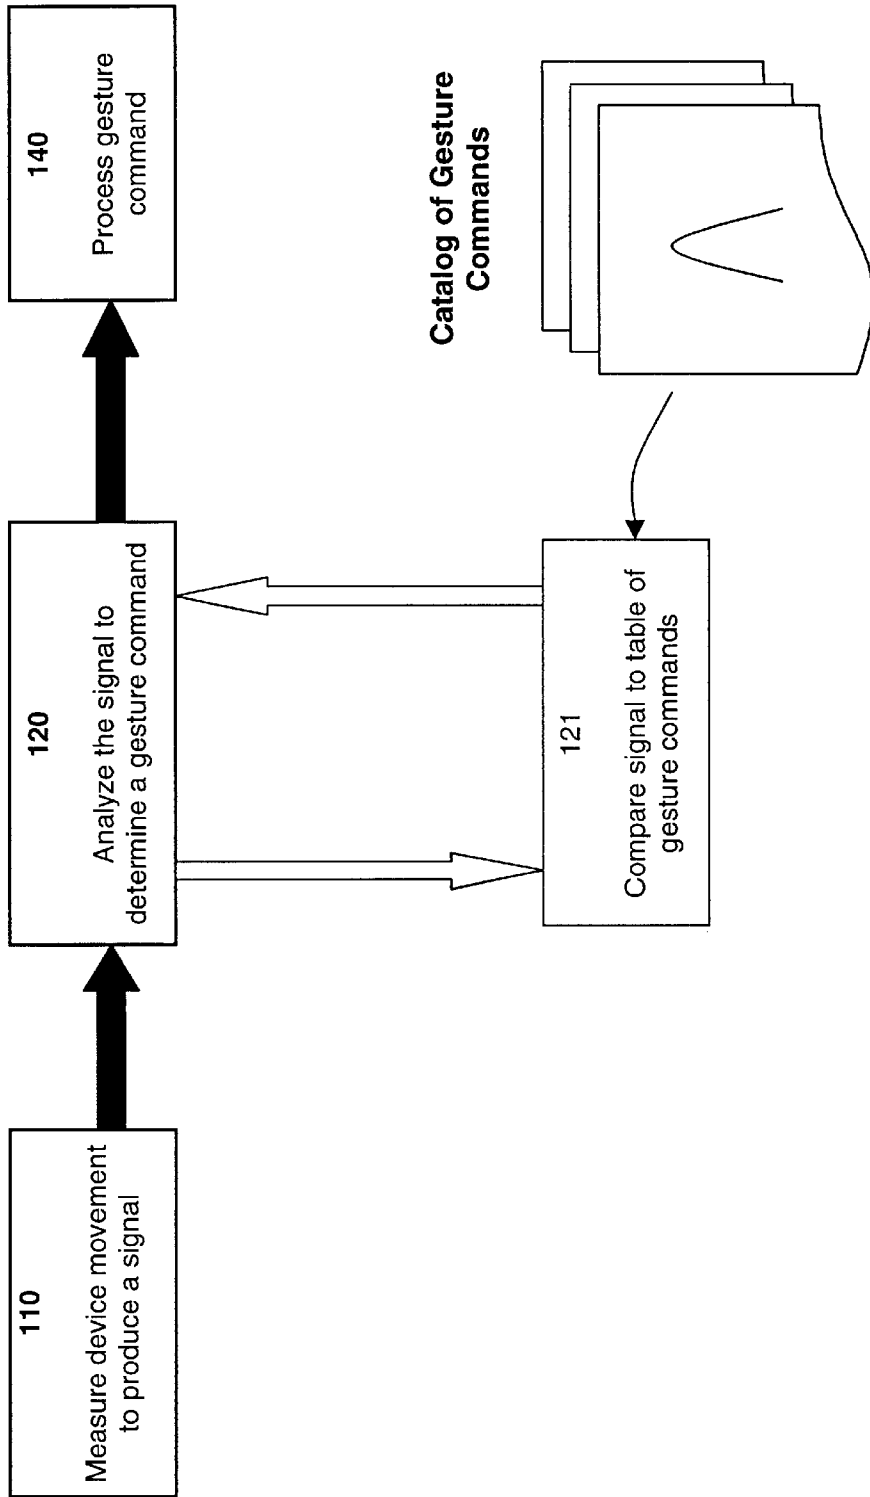 110
Measure device movement
to produce a signal
120
Analyze the signal to
determine a gesture command
140
Process gesture
command
121
Compare signal to table of
gesture commands
Catalog of Gesture
Commands